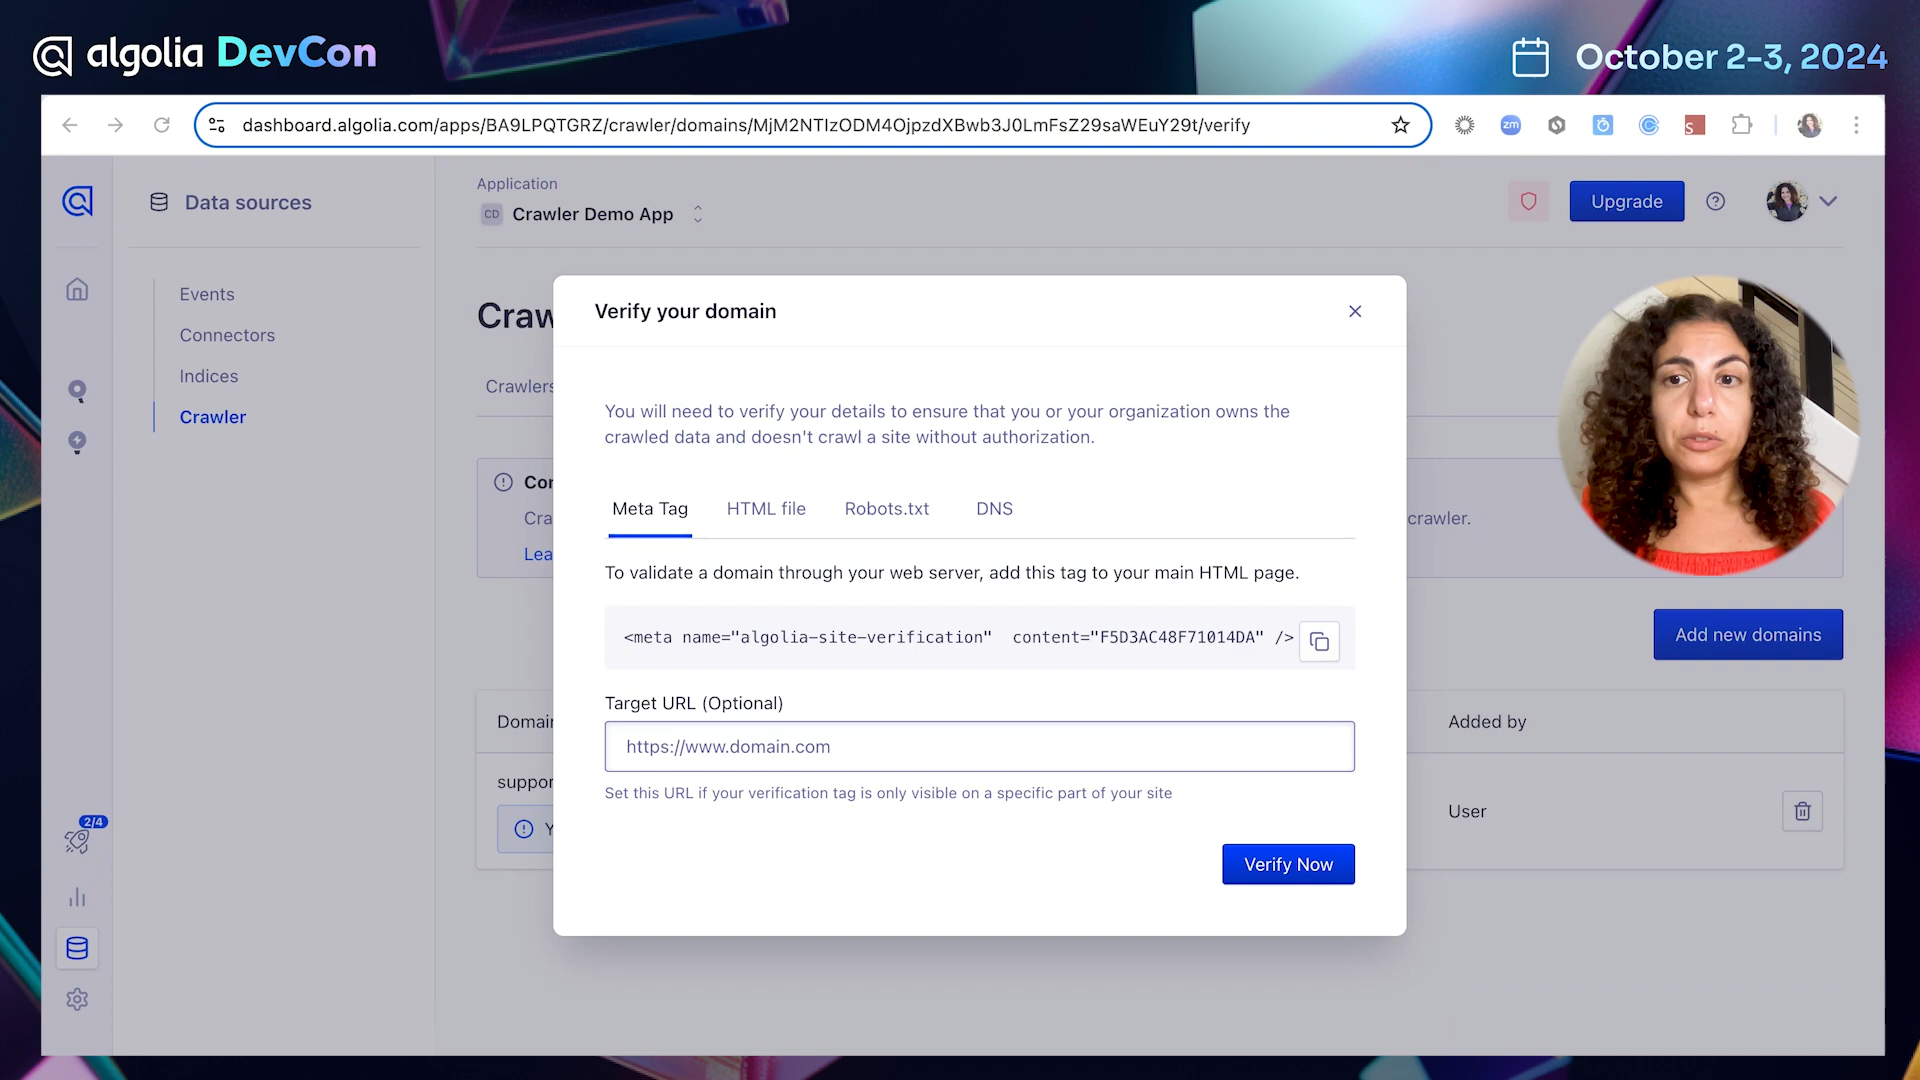 algolia DevCon
October 2-3, 2024
dashboard.algolia.com/apps/BA9LPQTGRZ/crawler/domains/MjM2NTIzODM4OjpzdXBwb3J0LmFsZ29saWEuY29t/verify
zm
S
Data sources
Events
Connectors
Indices
Crawler
2/4
Application
CD Crawler Demo App
Upgrade
Craw
Crawlers
Con
Cra
crawler.
Lea
Add new domains
Domain
Added by
suppor
Y
User
Verify your domain
You will need to verify your details to ensure that you or your organization owns the
crawled data and doesn't crawl a site without authorization.
Meta Tag HTML file Robots.txt DNS
To validate a domain through your web server, add this tag to your main HTML page.
<meta name="algolia-site-verification" content="F5D3AC48F71014DA" />
Target URL (Optional)
https://www.domain.com
Set this URL if your verification tag is only visible on a specific part of your site
Verify Now